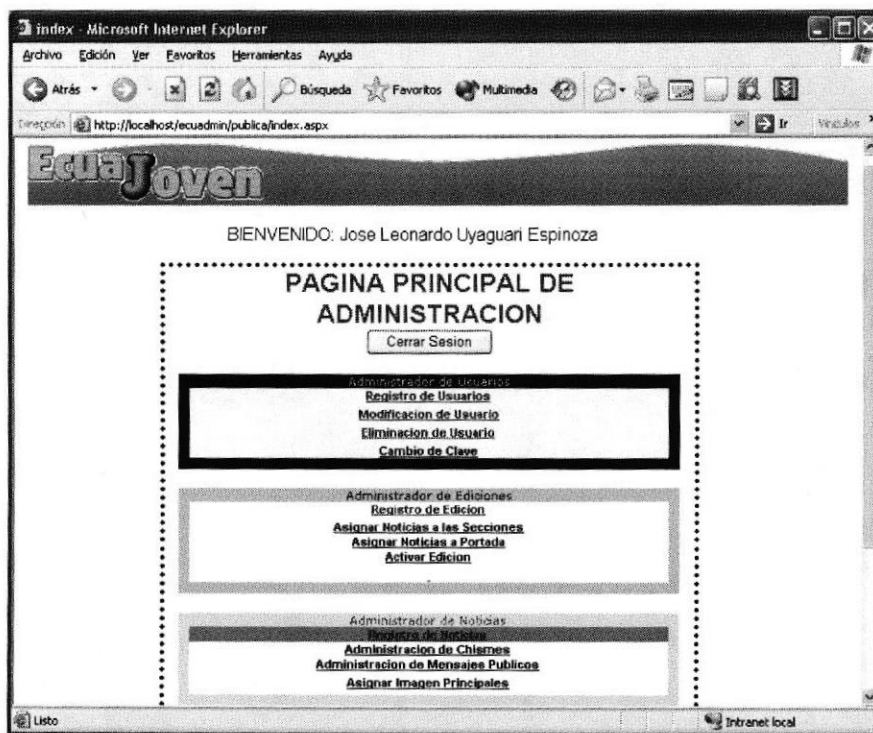 index - Microsoft Internet Explorer
Archivo Edición Ver Favoritos Herramientas Ayuda
Atrás Búsqueda Favoritos Multimedia
Dirección http://localhost/ecuadmin/publica/index.aspx Ir Vínculos
EcuaJoven
BIENVENIDO: Jose Leonardo Uyaguari Espinoza
PAGINA PRINCIPAL DE
ADMINISTRACION
Cerrar Sesion
Administrador de Usuarios
Registro de Usuarios
Modificacion de Usuario
Eliminacion de Usuario
Cambio de Clave
Administrador de Ediciones
Registro de Edicion
Asignar Noticias a las Secciones
Asignar Noticias a Portada
Activar Edicion
Administrador de Noticias
Registro de Noticias
Administracion de Chismes
Administracion de Mensajes Publicos
Asignar Imagen Principales
Listo Intranet local